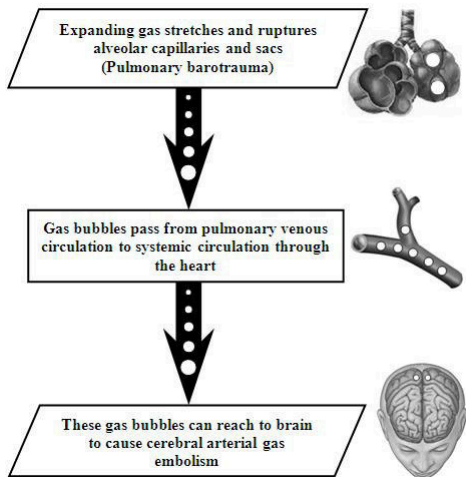 Expanding gas stretches and ruptures
alveolar capillaries and sacs
(Pulmonary barotrauma)
Gas bubbles pass from pulmonary venous
circulation to systemic circulation through
the heart
These gas bubbles can reach to brain
to cause cerebral arterial gas
embolism